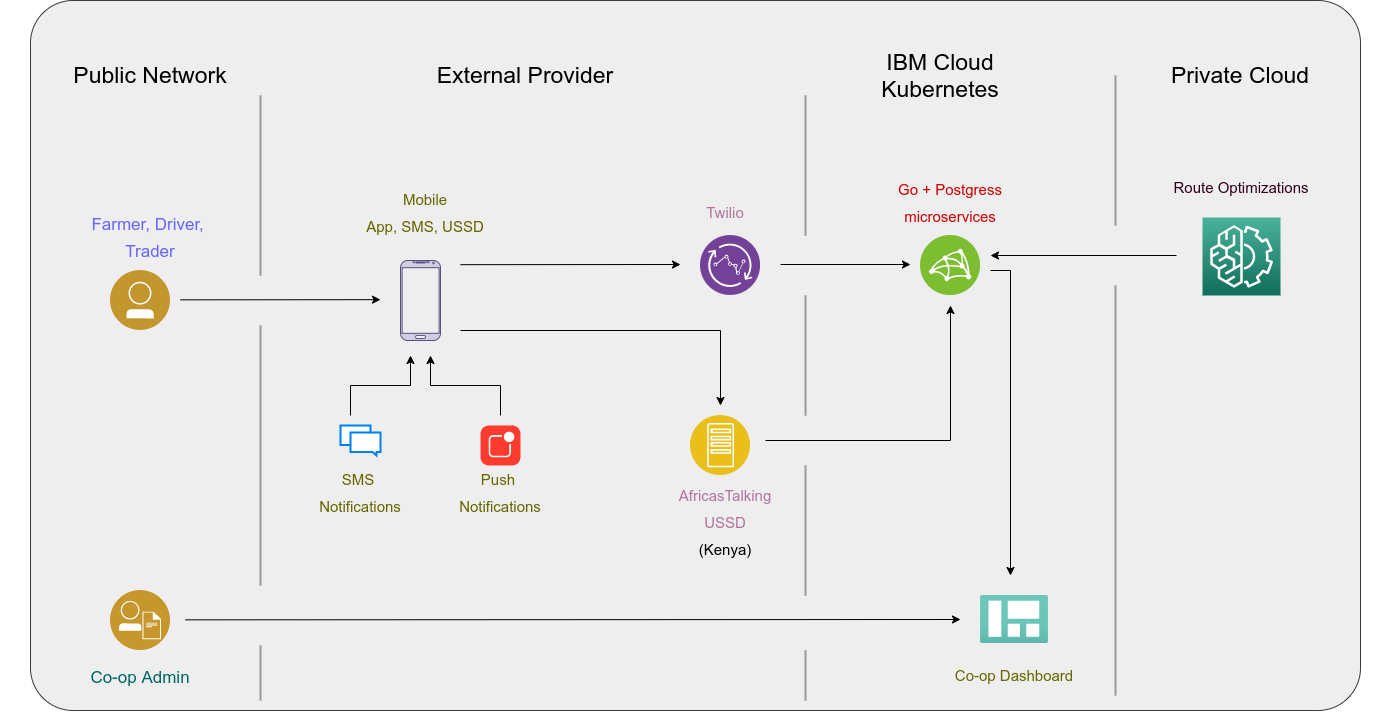 Public Network
External Provider
IBM Cloud
Kubernetes
Private Cloud
Farmer, Driver,
Trader
Mobile
App, SMS, USSD
Twilio
Go + Postgress
microservices
Route Optimizations
SMS
Notifications
Push
Notifications
AfricasTalking
USSD
(Kenya)
Co-op Admin
Co-op Dashboard